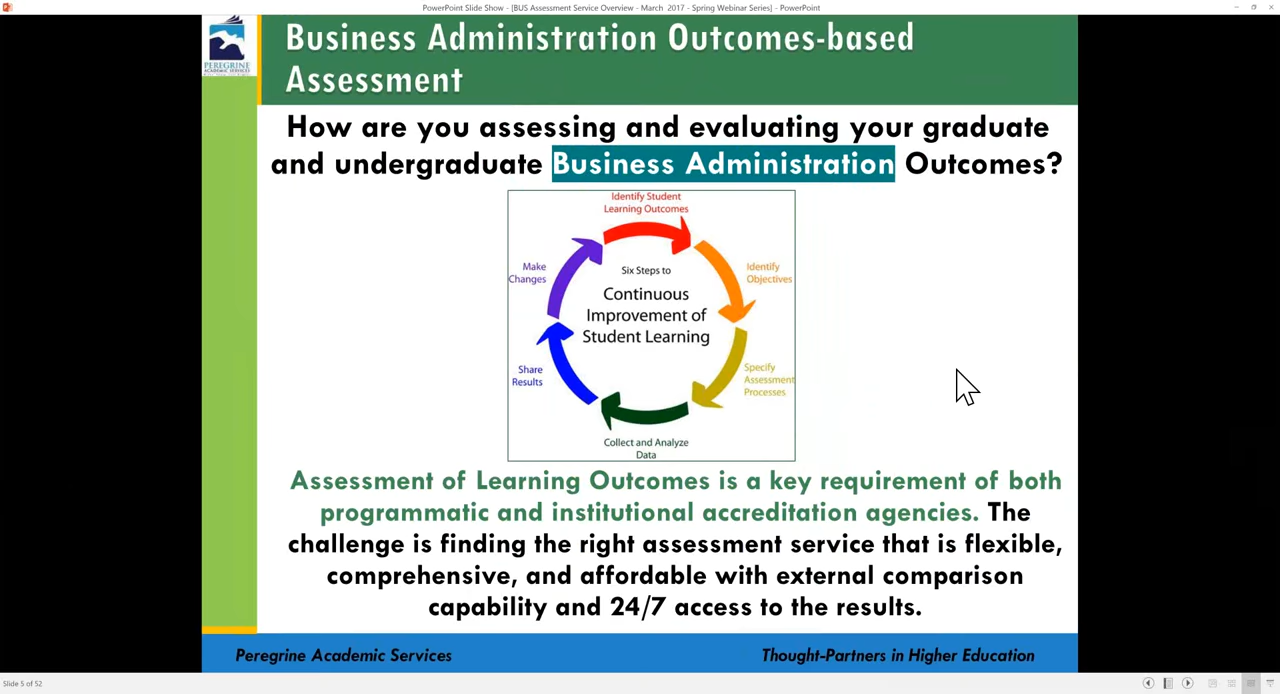 PowerPoint Slide Show - [BUS Assessment Service Overview - March 2017 - Spring Webinar Series] - PowerPoint
PEREGRINE
ACADEMIC SERVICES
Business Administration Outcomes-based
Assessment
How are you assessing and evaluating your graduate
and undergraduate Business Administration Outcomes?
Identify Student
Learning Outcomes
Make
Changes
Identify
Objectives
Six Steps to
Continuous
Improvement of
Student Learning
Share
Results
Specify
Assessment
Processes
Collect and Analyze
Data
Assessment of Learning Outcomes is a key requirement of both
programmatic and institutional accreditation agencies. The
challenge is finding the right assessment service that is flexible,
comprehensive, and affordable with external comparison
capability and 24/7 access to the results.
Peregrine Academic Services
Thought-Partners in Higher Education
Slide 5 of 52